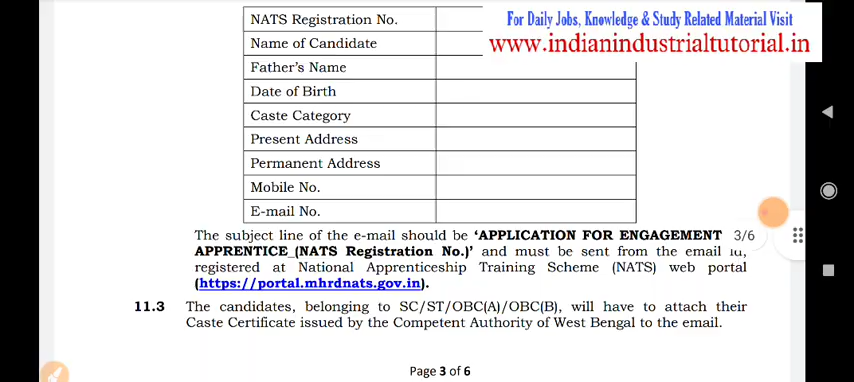 For Daily Jobs, Knowledge & Study Related Material Visit
www.indianindustrialtutorial.in
NATS Registration No.
Name of Candidate
Father's Name
Date of Birth
Caste Category
Present Address
Permanent Address
Mobile No.
E-mail No.
The subject line of the e-mail should be 'APPLICATION FOR ENGAGEMENT
APPRENTICE_(NATS Registration No.)' and must be sent from the email id,
registered at National Apprenticeship Training Scheme (NATS) web portal
(https://portal.mhrdnats.gov.in).
3/6
11.3 The candidates, belonging to SC/ST/OBC(A)/OBC(B), will have to attach their
Caste Certificate issued by the Competent Authority of West Bengal to the email.
Page 3 of 6